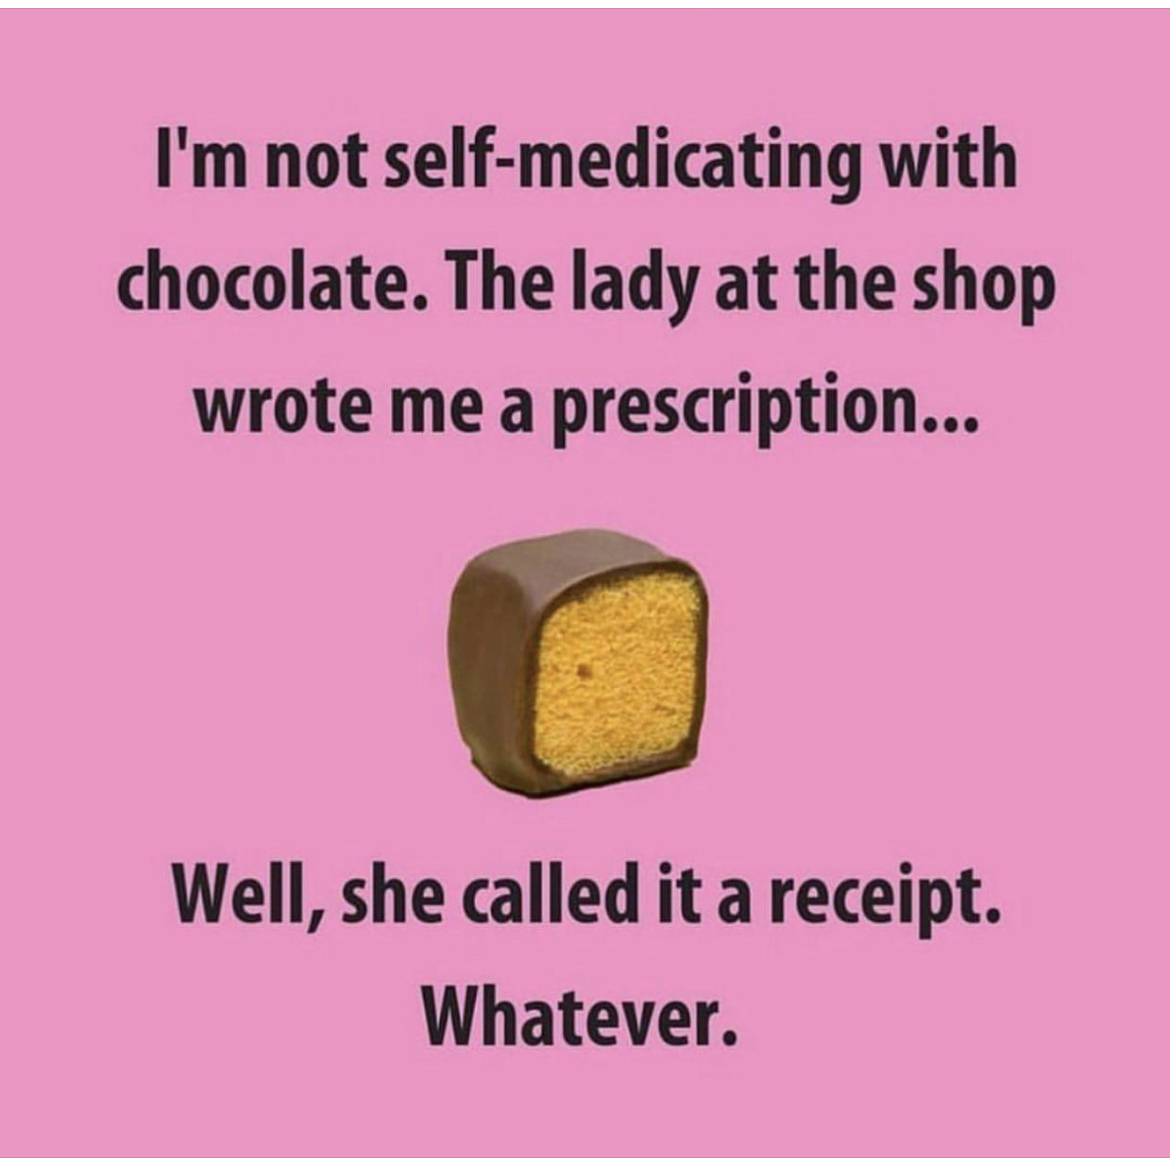 I'm not self-medicating with
chocolate. The lady at the shop
wrote me a prescription...
Well, she called it a receipt.
Whatever.